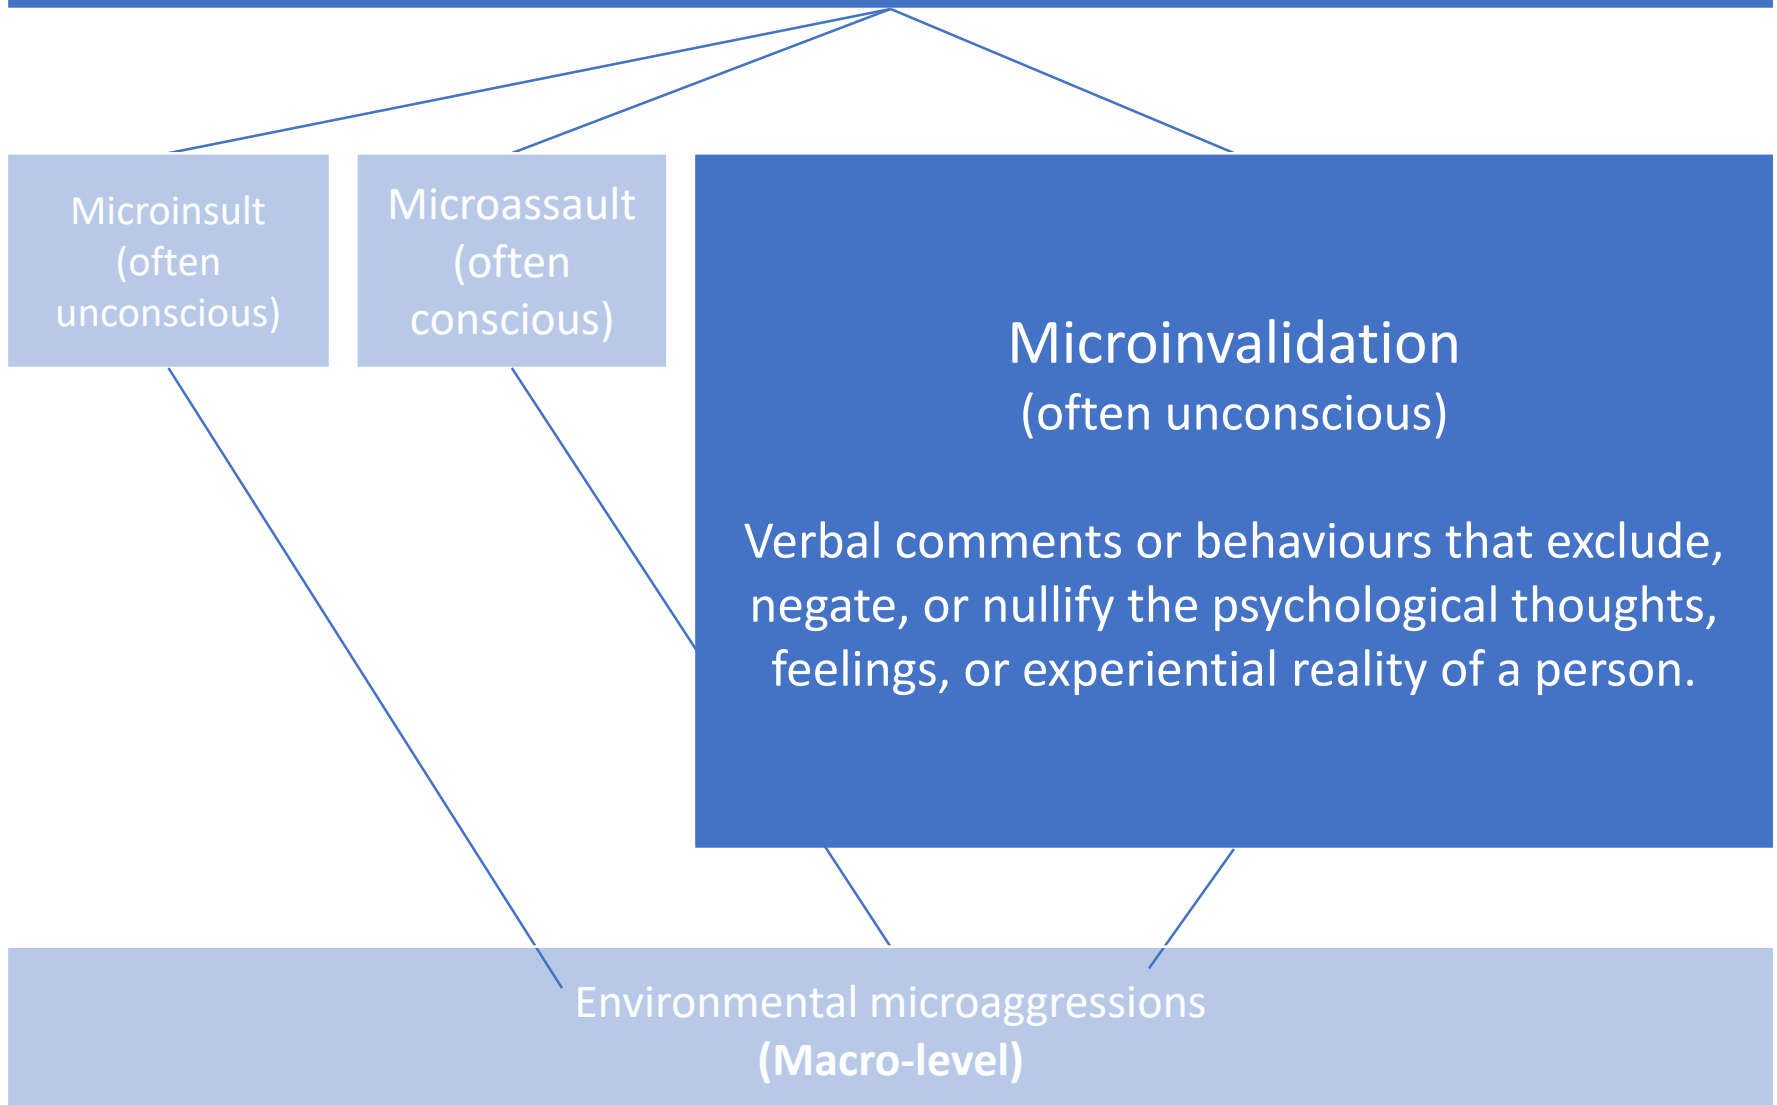 Microinsult
(often
unconscious)
Microassault
(often
conscious)
Microinvalidation
(often unconscious)
Verbal comments or behaviours that exclude,
negate, or nullify the psychological thoughts,
feelings, or experiential reality of a person.
Environmental microaggressions
(Macro-level)